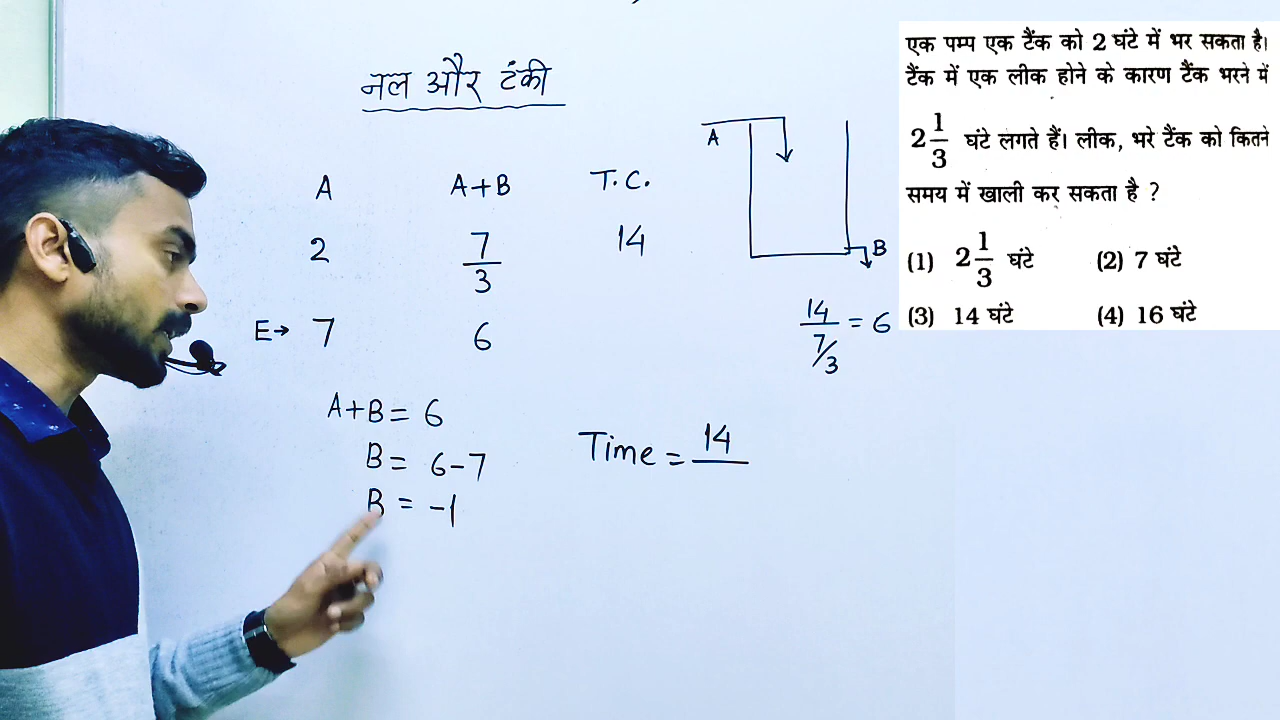 नल और टंकी
A A+B T.C.
2 7/3 14
E→ 7 6
A+B = 6
B = 6-7
B = -1
Time = 14
A
B
14/7/3 = 6
एक पम्प एक टैंक को 2 घंटे में भर सकता है।
टैंक में एक लीक होने के कारण टैंक भरने में
2 1/3 घंटे लगते हैं। लीक, भरे टैंक को कितने
समय में खाली कर सकता है ?
(1) 2 1/3 घंटे (2) 7 घंटे
(3) 14 घंटे (4) 16 घंटे